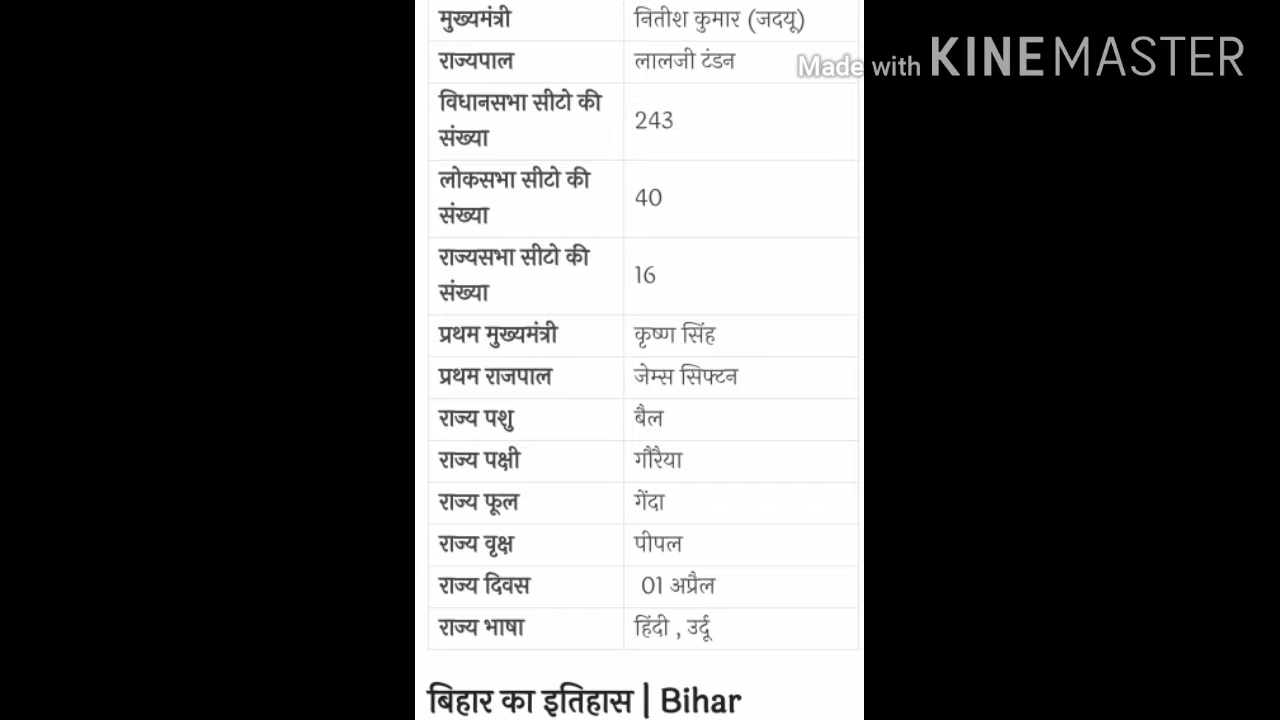 मुख्यमंत्री नितीश कुमार (जदयू)
राज्यपाल लालजी टंडन
Made with KINEMASTER
विधानसभा सीटो की
संख्या 243
लोकसभा सीटो की
संख्या 40
राज्यसभा सीटो की
संख्या 16
प्रथम मुख्यमंत्री कृष्ण सिंह
प्रथम राजपाल जेम्स सिफ्टन
राज्य पशु बैल
राज्य पक्षी गौरैया
राज्य फूल गेंदा
राज्य वृक्ष पीपल
राज्य दिवस 01 अप्रैल
राज्य भाषा हिंदी , उर्दू
बिहार का इतिहास | Bihar